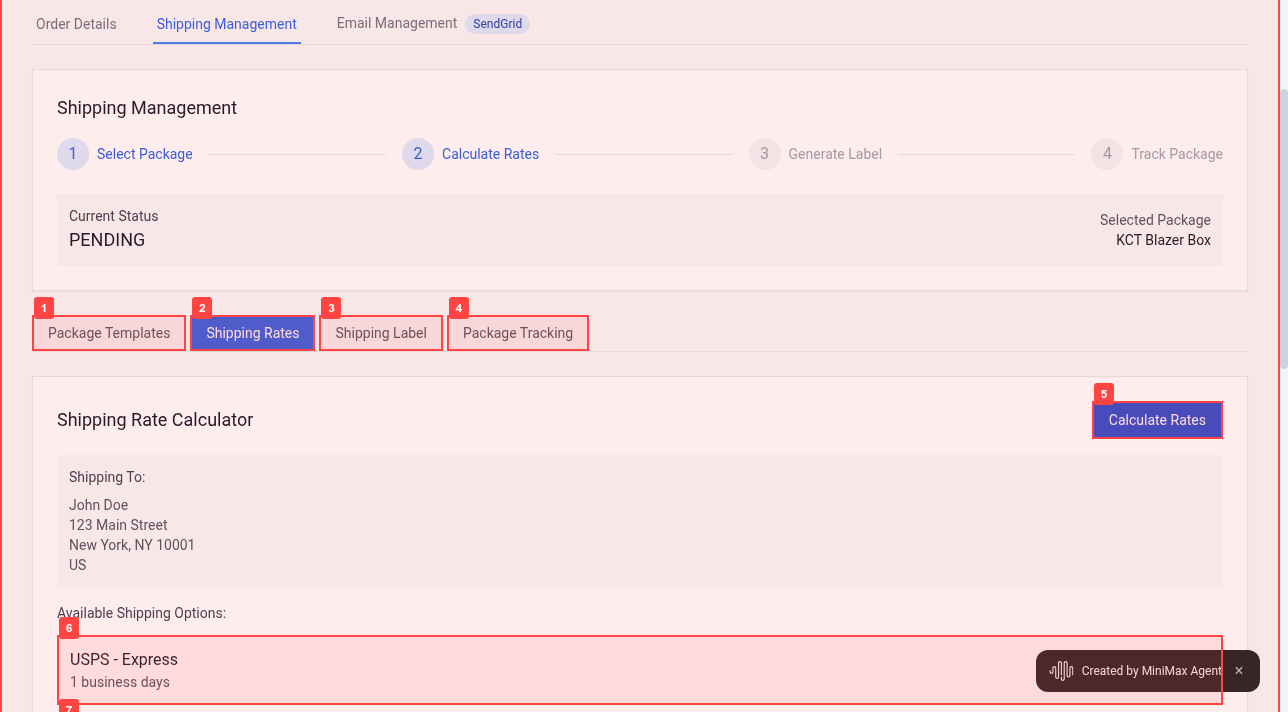 Order Details
Shipping Management
Email Management
SendGrid
Shipping Management
1 Select Package
2 Calculate Rates
3 Generate Label
4 Track Package
Current Status
PENDING
Selected Package
KCT Blazer Box
1
2
3
4
Package Templates
Shipping Rates
Shipping Label
Package Tracking
5
Shipping Rate Calculator
Calculate Rates
Shipping To:
John Doe
123 Main Street
New York, NY 10001
US
Available Shipping Options:
6
USPS - Express
1 business days
Created by MiniMax Agent ×
7